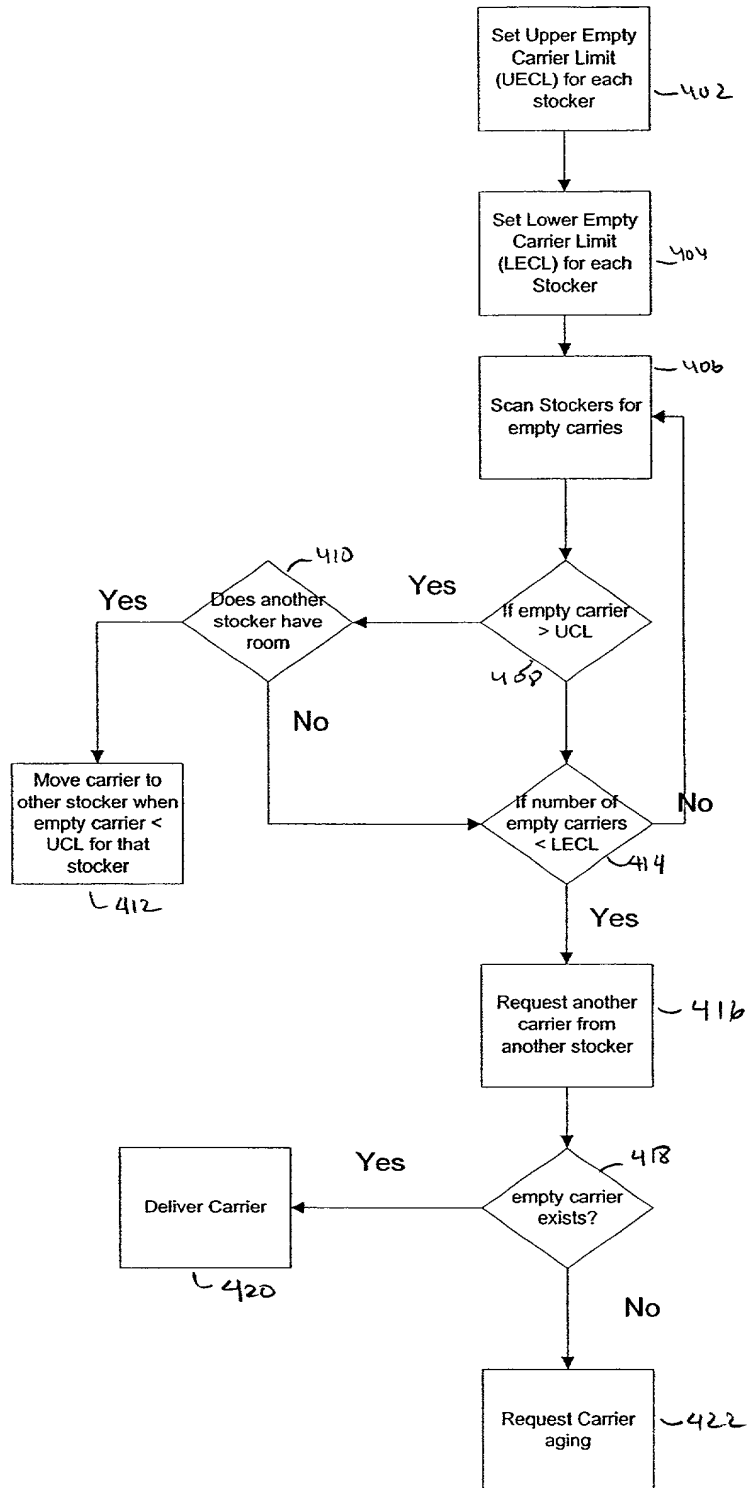 Set Upper Empty
Carrier Limit
(UECL) for each
stocker
402
Set Lower Empty
Carrier Limit
(LECL) for each
Stocker
404
406
Scan Stockers for
empty carries
410
Yes
Does another
stocker have
room
Yes
If empty carrier
> UCL
408
No
Move carrier to
other stocker when
empty carrier <
UCL for that
stocker
412
If number of
empty carriers
< LECL
No
414
Yes
Request another
carrier from
another stocker
416
418
Yes
empty carrier
exists?
Deliver Carrier
420
No
Request Carrier
aging
422